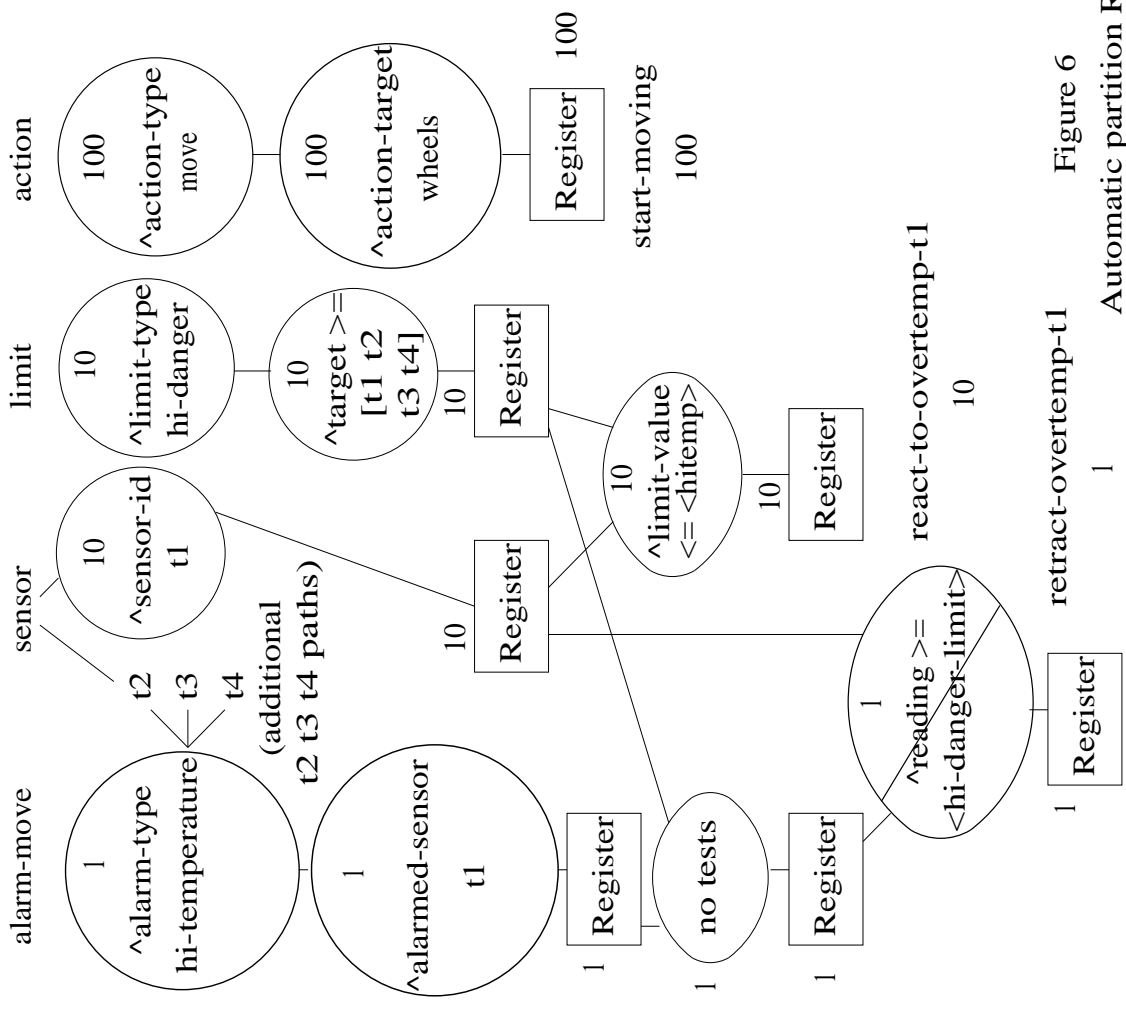 alarm-move
sensor
limit
action
1
^alarm-type
hi-temperature
t2
t3
t4
(additional
t2 t3 t4 paths)
10
^sensor-id
t1
10
^limit-type
hi-danger
100
^action-type
move
1
^alarmed-sensor
t1
10
^target >=
[t1 t2
t3 t4]
100
^action-target
wheels
10
Register
10
Register
Register
100
start-moving
100
1
Register
1
no tests
10
^limit-value
<= <hitemp>
1
Register
10
Register
react-to-overtemp-t1
10
1
^reading >=
<hi-danger-limit>
1
Register
retract-overtemp-t1
1
Figure 6
Automatic partition